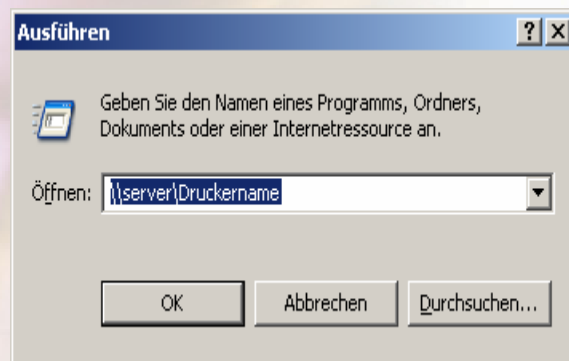 Ausführen
Geben Sie den Namen eines Programms, Ordners,
Dokuments oder einer Internetressource an.
Öffnen: \\server\Druckername
OK Abbrechen Durchsuchen...